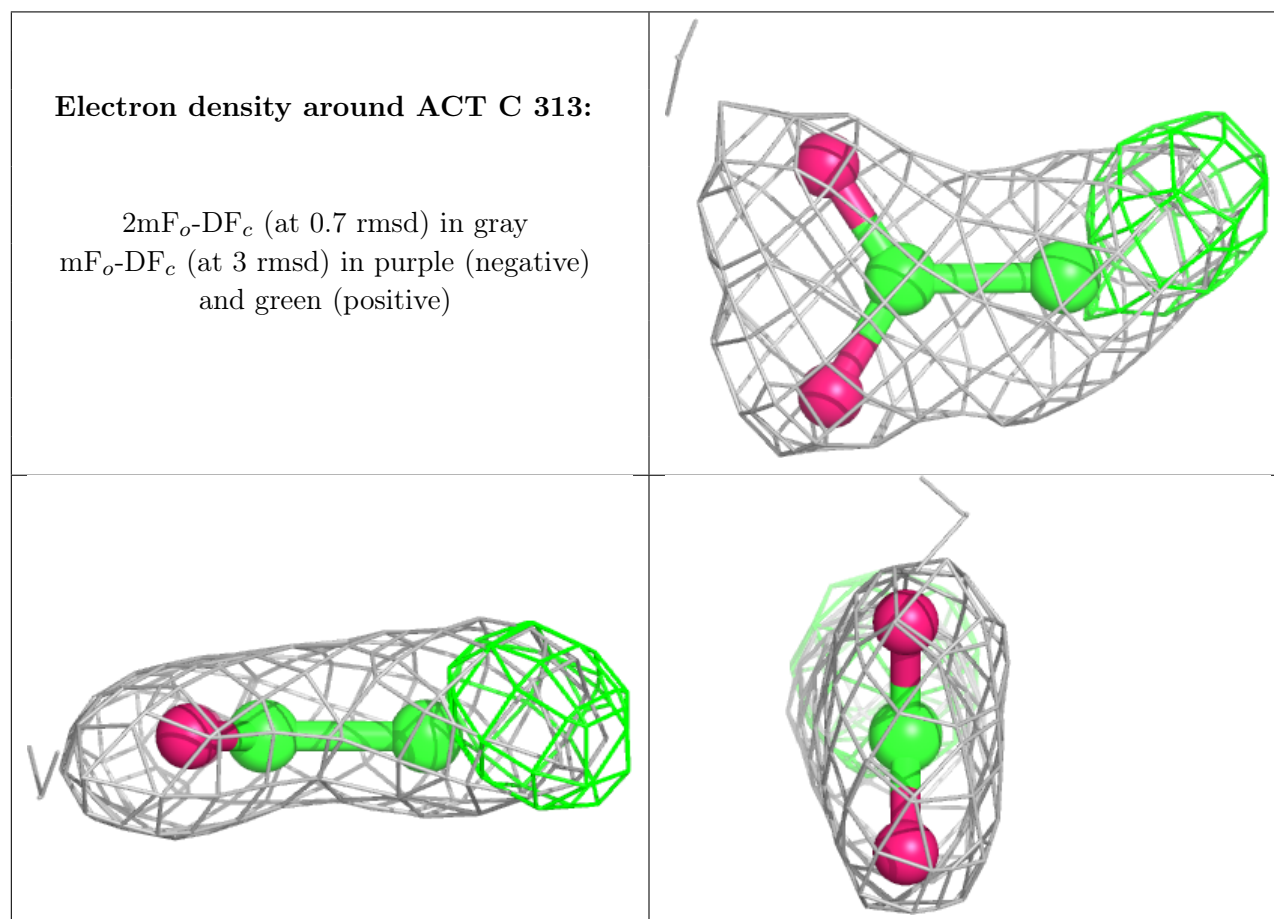 Electron density around ACT C 313:
2mFo-DFc (at 0.7 rmsd) in gray
mFo-DFc (at 3 rmsd) in purple (negative)
and green (positive)